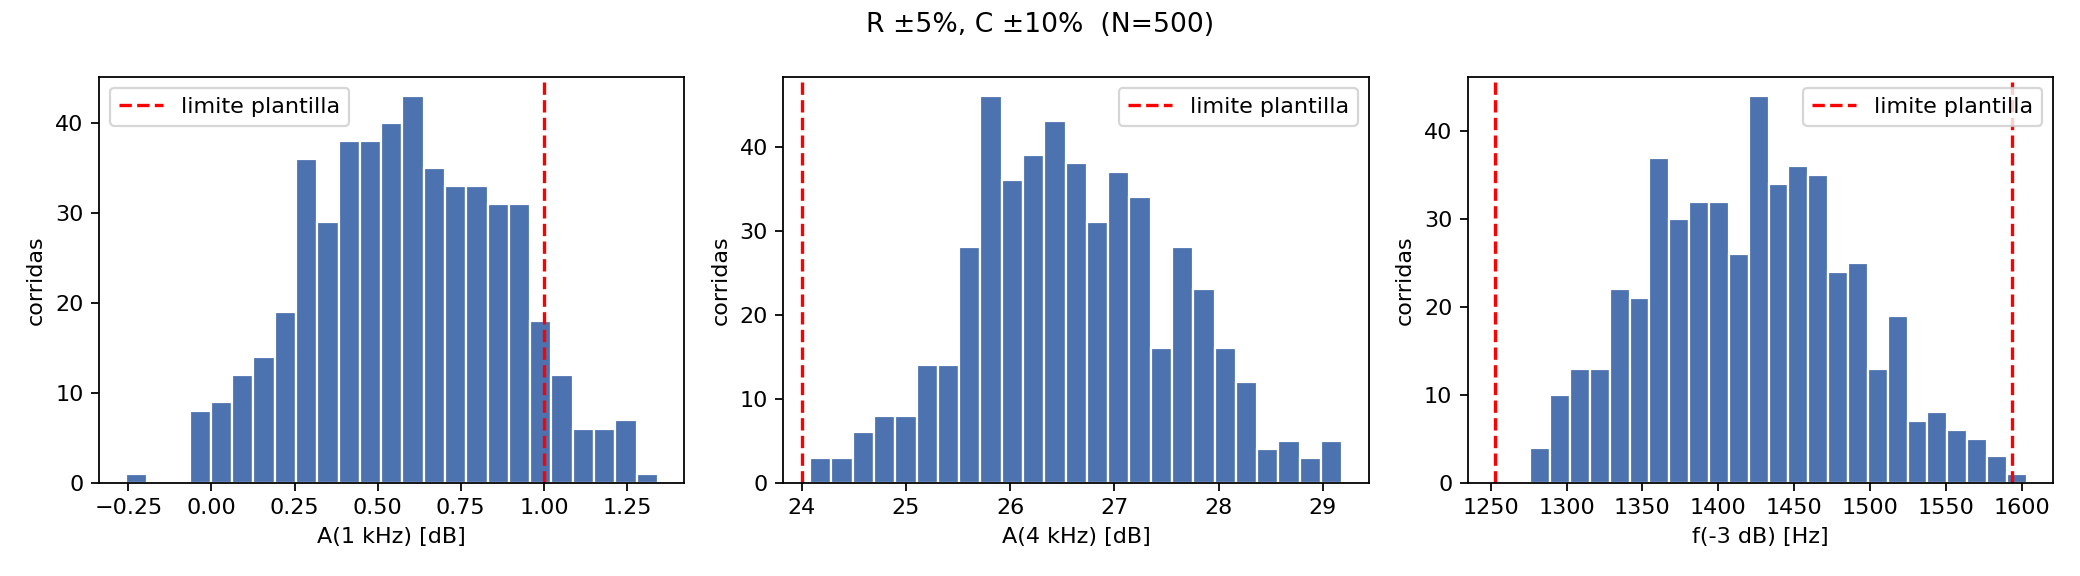 R ±5%, C ±10%  (N=500)
limite plantilla
corridas
40
30
20
10
0
−0.25 0.00 0.25 0.50 0.75 1.00 1.25
A(1 kHz) [dB]
limite plantilla
corridas
40
30
20
10
0
24 25 26 27 28 29
A(4 kHz) [dB]
limite plantilla
corridas
40
30
20
10
0
1250 1300 1350 1400 1450 1500 1550 1600
f(-3 dB) [Hz]